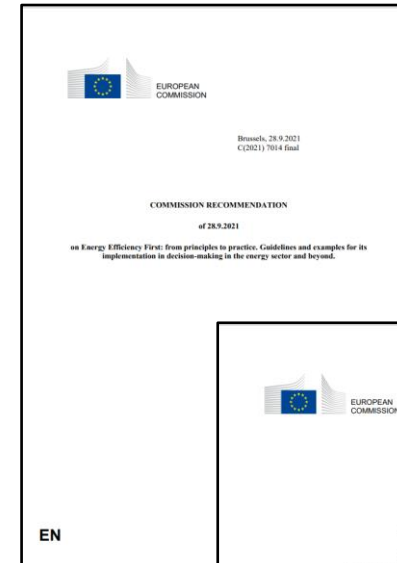 EUROPEAN
COMMISSION
Brussels, 28.9.2021
C(2021) 7014 final
COMMISSION RECOMMENDATION
of 28.9.2021
on Energy Efficiency First: from principles to practice. Guidelines and examples for its
implementation in decision-making in the energy sector and beyond.
EUROPEAN
COMMISSION
EN